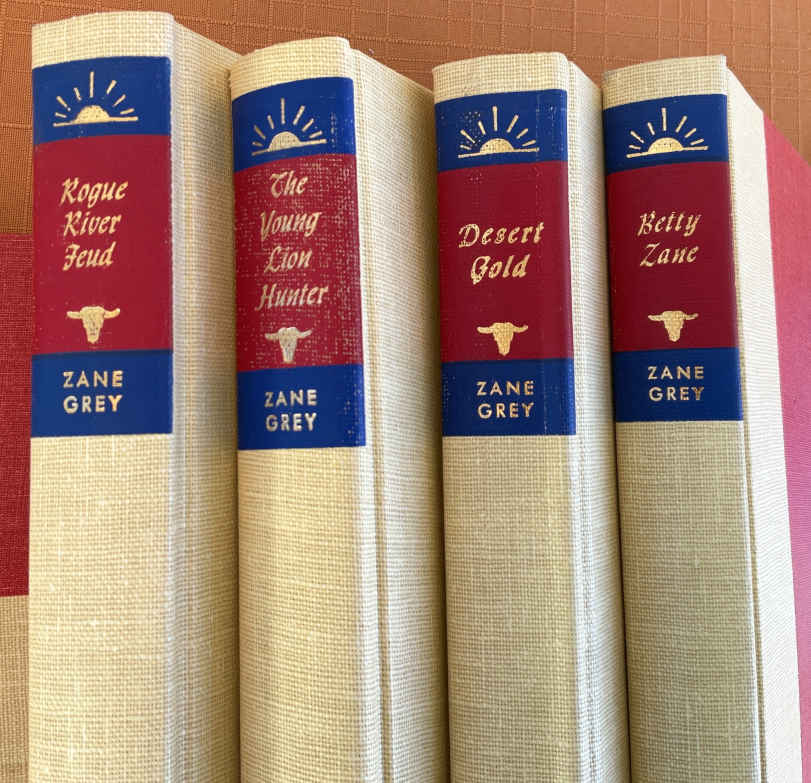 Rogue
River
Feud
ZANE
GREY
The
Young
Lion
Hunter
ZANE
GREY
Desert
Gold
ZANE
GREY
Betty
Zane
ZANE
GREY